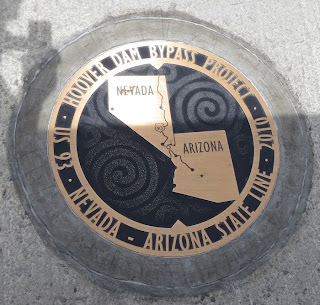 HOOVER DAM BYPASS PROJECT · 2010 ·
US 93 · NEVADA - ARIZONA STATE LINE ·
NEVADA
ARIZONA